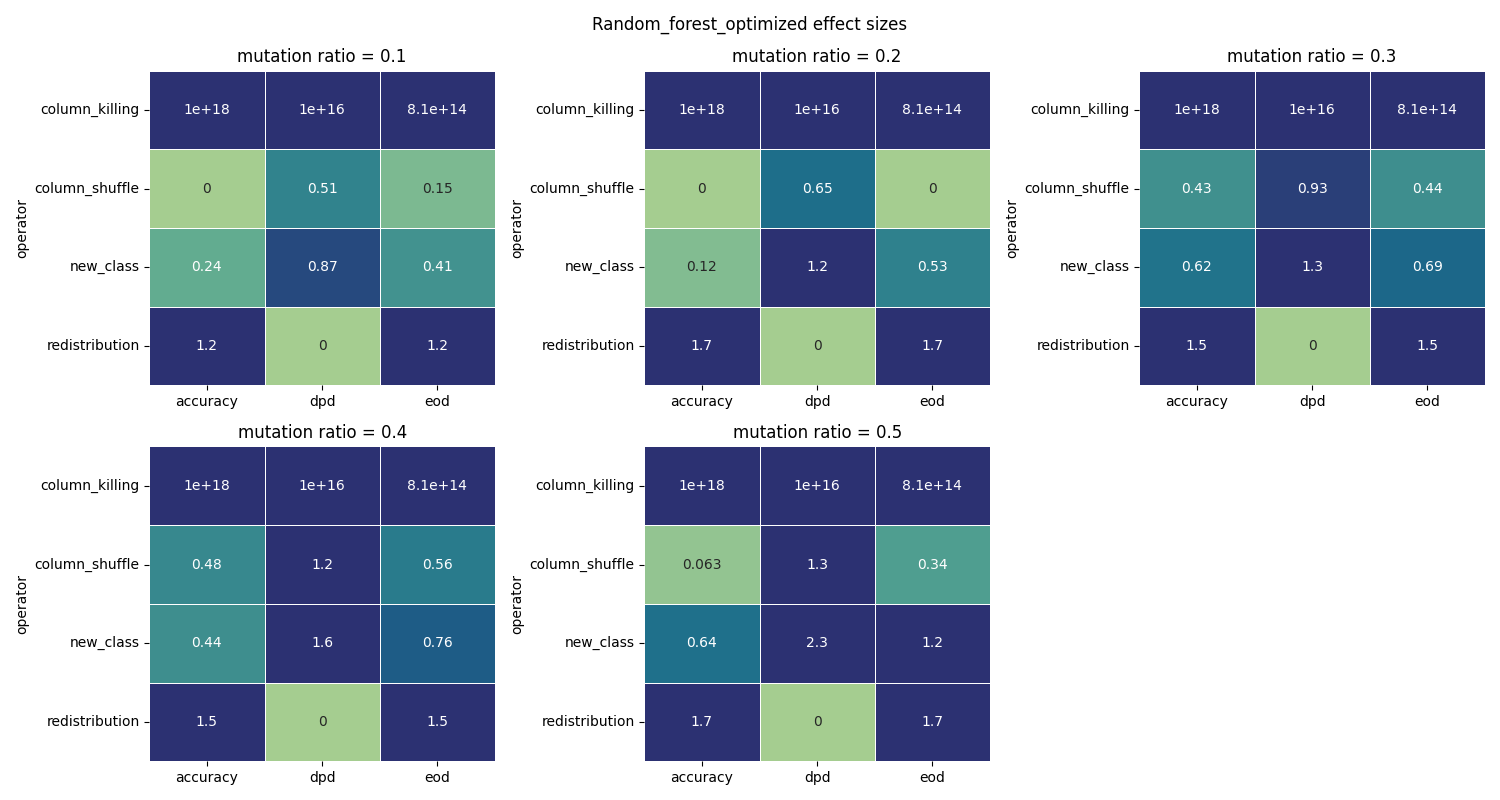 Random_forest_optimized effect sizes
mutation ratio = 0.1
operator
column_killing 1e+18 1e+16 8.1e+14
column_shuffle 0 0.51 0.15
new_class 0.24 0.87 0.41
redistribution 1.2 0 1.2
accuracy dpd eod
mutation ratio = 0.2
operator
column_killing 1e+18 1e+16 8.1e+14
column_shuffle 0 0.65 0
new_class 0.12 1.2 0.53
redistribution 1.7 0 1.7
accuracy dpd eod
mutation ratio = 0.3
operator
column_killing 1e+18 1e+16 8.1e+14
column_shuffle 0.43 0.93 0.44
new_class 0.62 1.3 0.69
redistribution 1.5 0 1.5
accuracy dpd eod
mutation ratio = 0.4
operator
column_killing 1e+18 1e+16 8.1e+14
column_shuffle 0.48 1.2 0.56
new_class 0.44 1.6 0.76
redistribution 1.5 0 1.5
accuracy dpd eod
mutation ratio = 0.5
operator
column_killing 1e+18 1e+16 8.1e+14
column_shuffle 0.063 1.3 0.34
new_class 0.64 2.3 1.2
redistribution 1.7 0 1.7
accuracy dpd eod